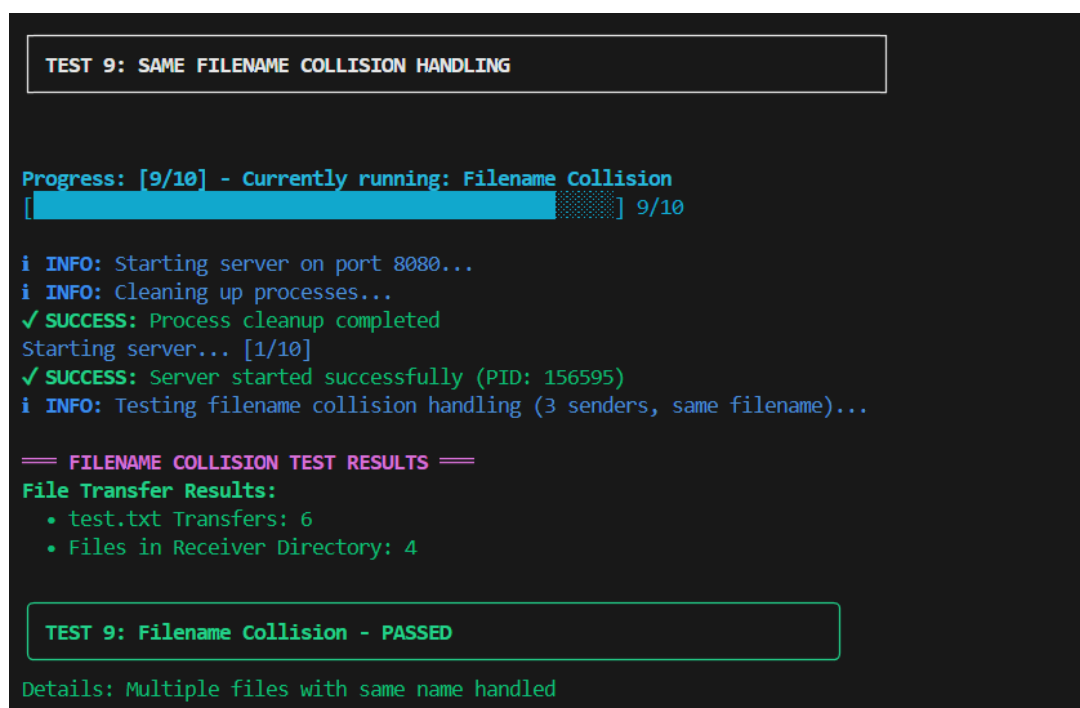 TEST 9: SAME FILENAME COLLISION HANDLING
Progress: [9/10] - Currently running: Filename Collision
[██████████████████████████████████████████████░░░░░] 9/10
ℹ INFO: Starting server on port 8080...
ℹ INFO: Cleaning up processes...
✓ SUCCESS: Process cleanup completed
Starting server... [1/10]
✓ SUCCESS: Server started successfully (PID: 156595)
ℹ INFO: Testing filename collision handling (3 senders, same filename)...
═══ FILENAME COLLISION TEST RESULTS ═══
File Transfer Results:
• test.txt Transfers: 6
• Files in Receiver Directory: 4
TEST 9: Filename Collision - PASSED
Details: Multiple files with same name handled